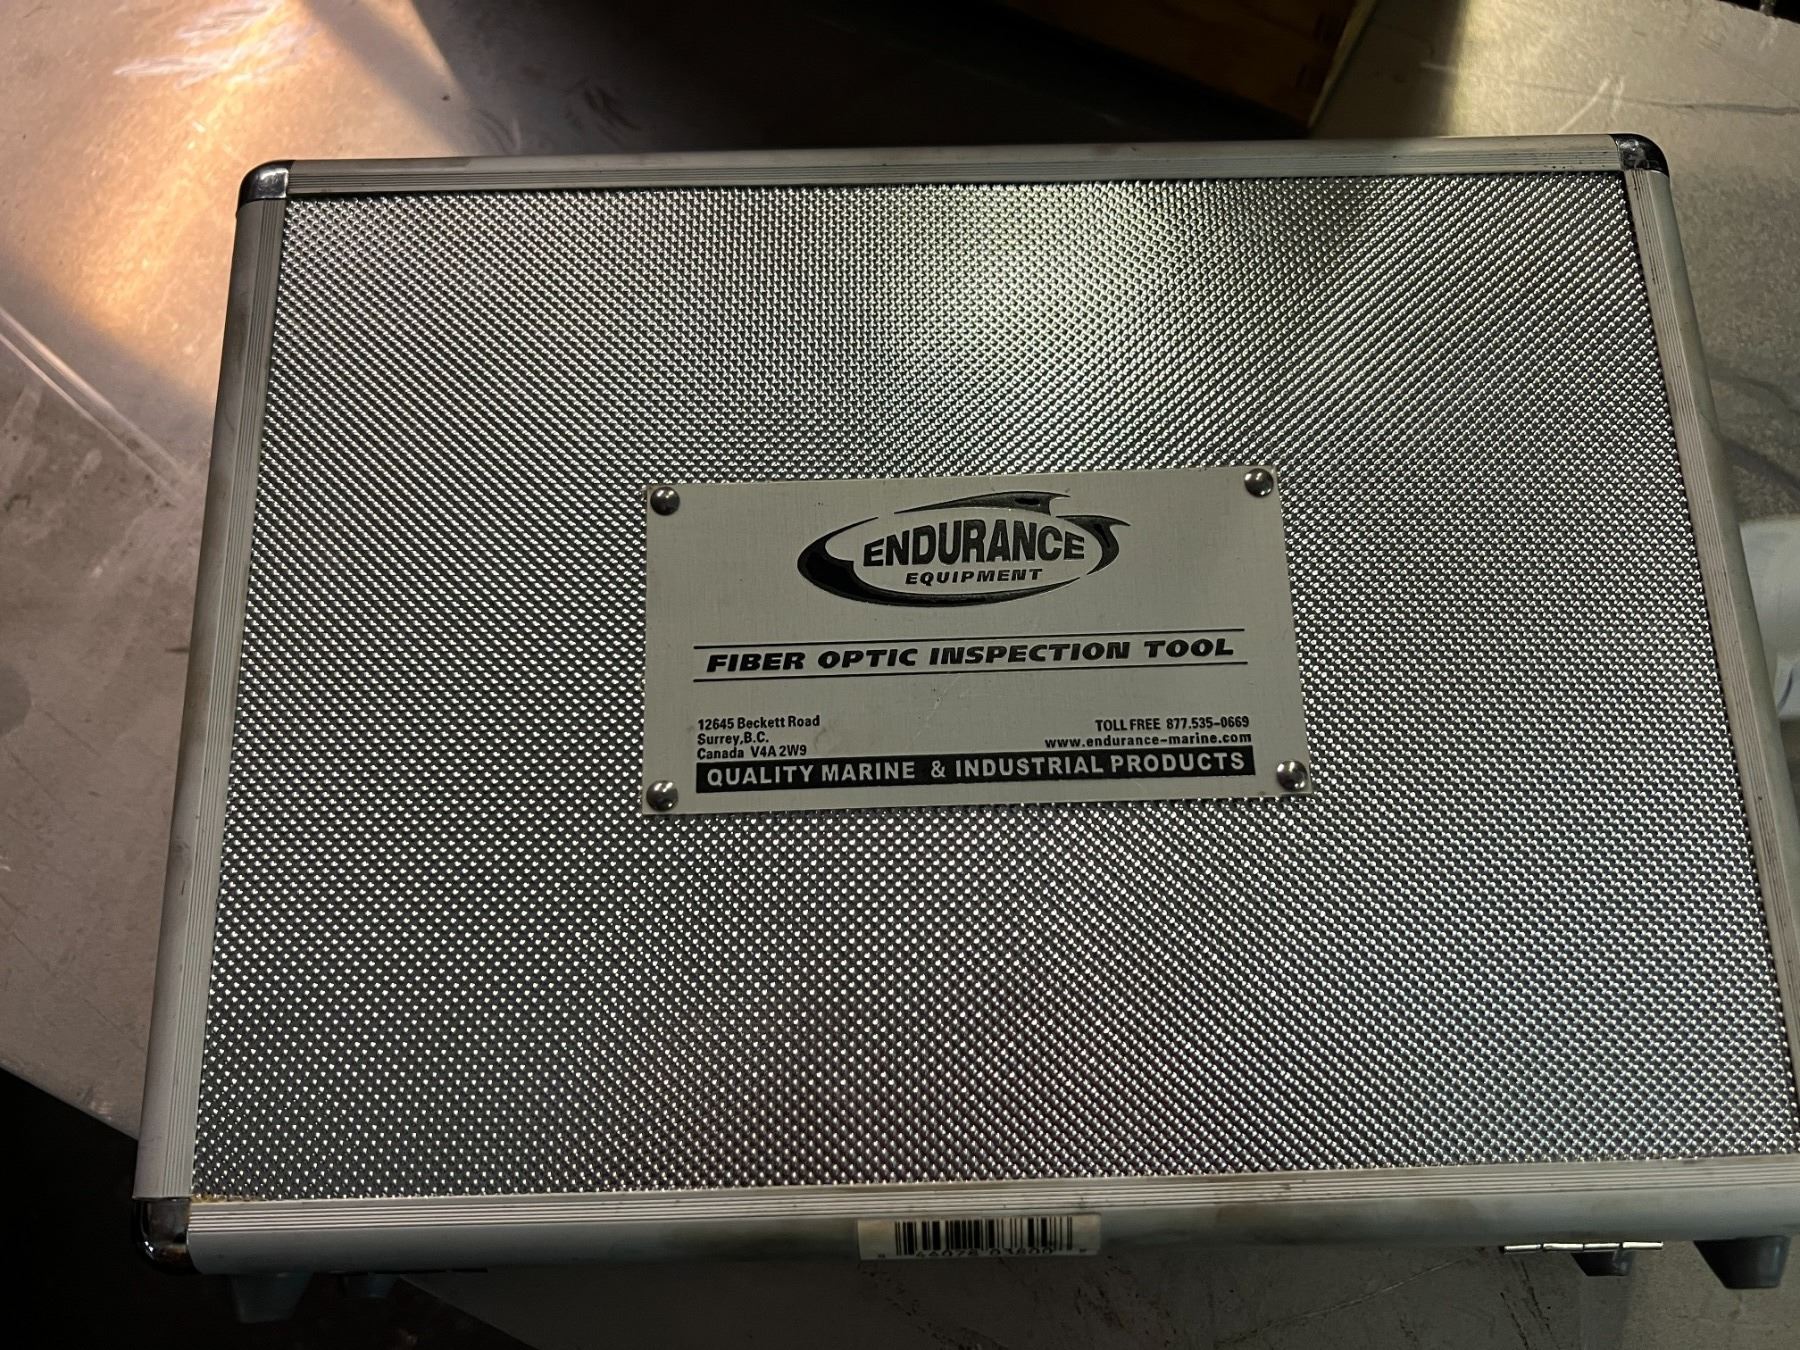 ENDURANCE
EQUIPMENT
FIBER OPTIC INSPECTION TOOL
12645 Beckett Road
Surrey,B.C.
Canada V4A 2W9
TOLL FREE 877.535-0669
www.endurance-marine.com
QUALITY MARINE & INDUSTRIAL PRODUCTS